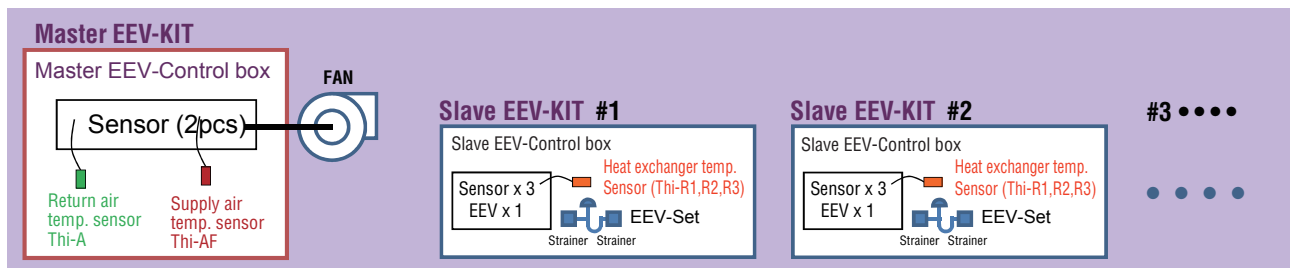 Master EEV-KIT
Master EEV-Control box
Sensor (2pcs)
Return air
temp. sensor
Thi-A
Supply air
temp. sensor
Thi-AF
FAN
Slave EEV-KIT #1
Slave EEV-Control box
Sensor x 3
EEV x 1
Heat exchanger temp.
Sensor (Thi-R1,R2,R3)
EEV-Set
Strainer Strainer
Slave EEV-KIT #2
Slave EEV-Control box
Sensor x 3
EEV x 1
Heat exchanger temp.
Sensor (Thi-R1,R2,R3)
EEV-Set
Strainer Strainer
#3 ••••